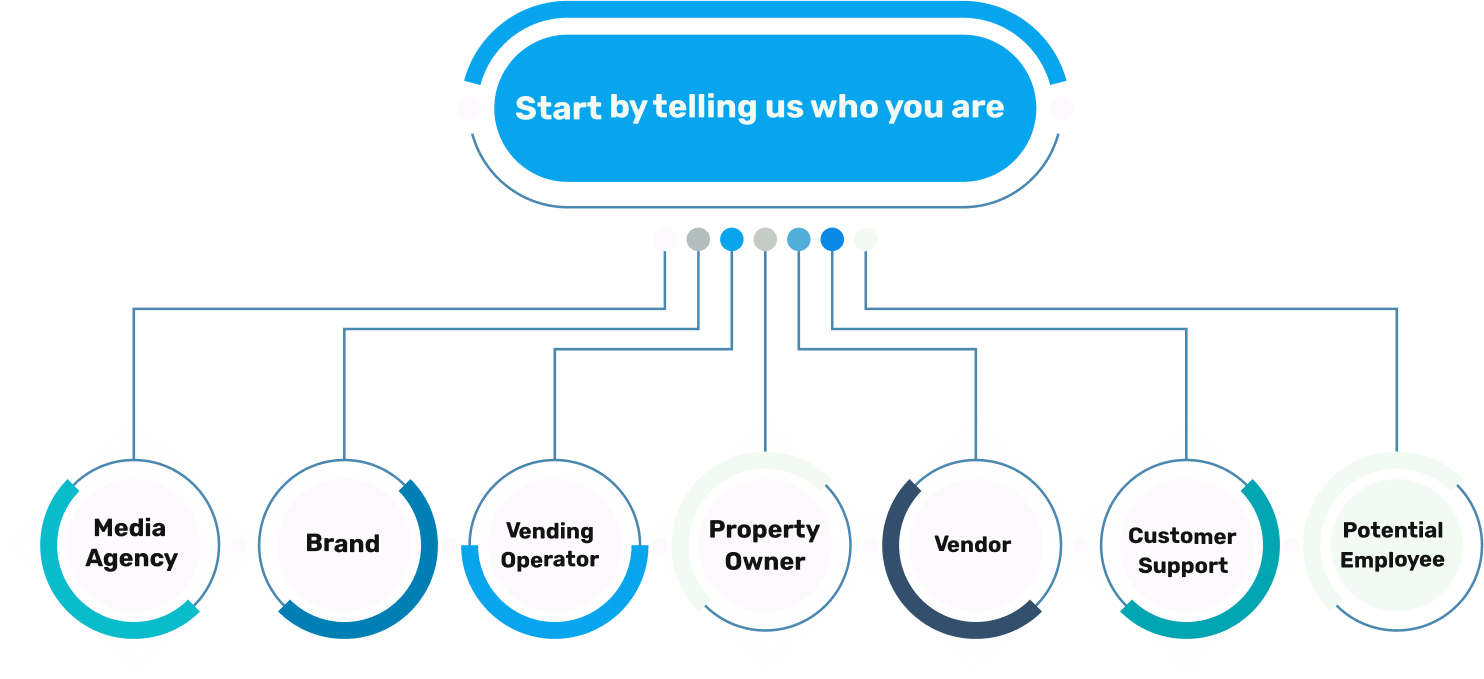 Start by telling us who you are
Media
Agency
Brand
Vending
Operator
Property
Owner
Vendor
Customer
Support
Potential
Employee